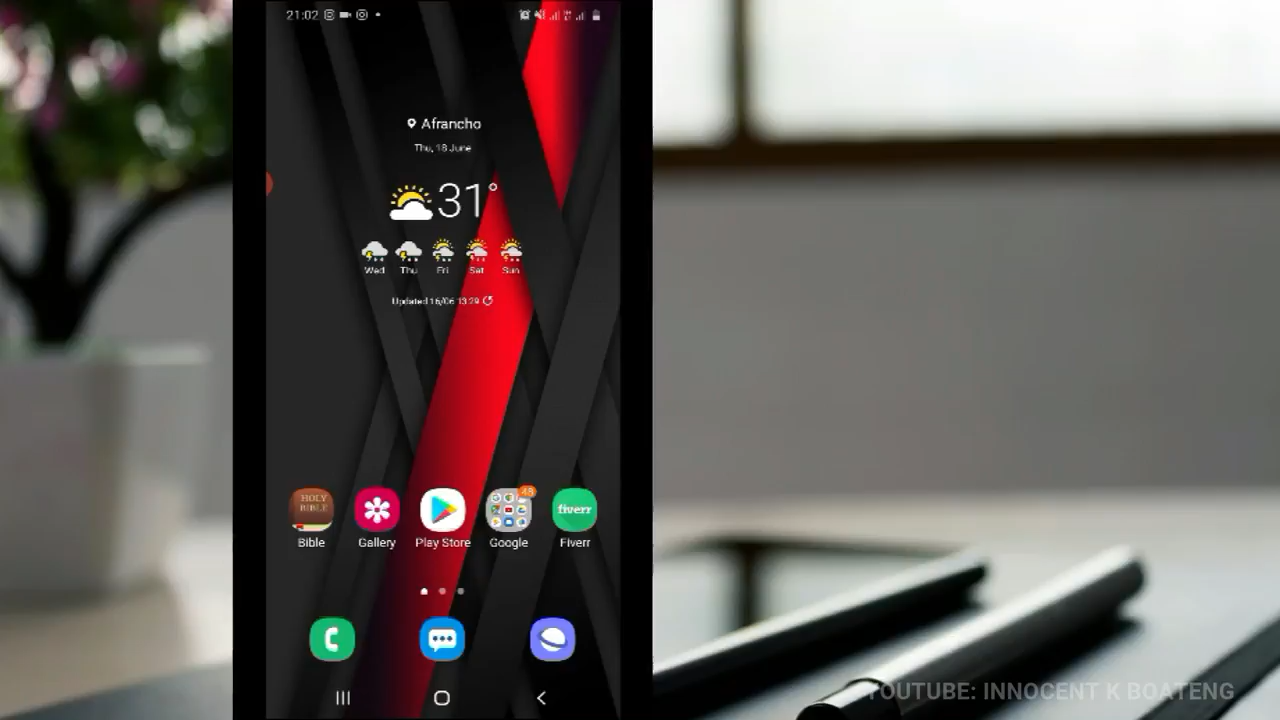 21:02
Afrancho
Thu, 18 June
31°
Wed Thu Fri Sat Sun
Updated 16/06 13:29
HOLY
BIBLE
48
fiverr
Bible Gallery Play Store Google Fiverr
YOUTUBE: INNOCENT K BOATENG